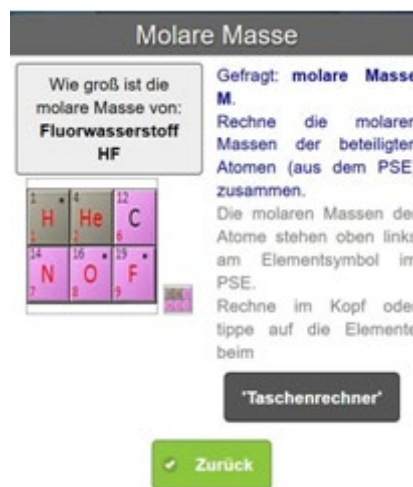 Molare Masse
Wie groß ist die
molare Masse von:
Fluorwasserstoff
HF
1 H 1
4 He 2
12 C 6
14 N 7
16 O 8
19 F 9
Gefragt: molare Masse
M.
Rechne die molaren
Massen der beteiligten
Atomen (aus dem PSE)
zusammen.
Die molaren Massen der
Atome stehen oben links
am Elementsymbol im
PSE.
Rechne im Kopf oder
tippe auf die Elemente
beim
"Taschenrechner"
Zurück